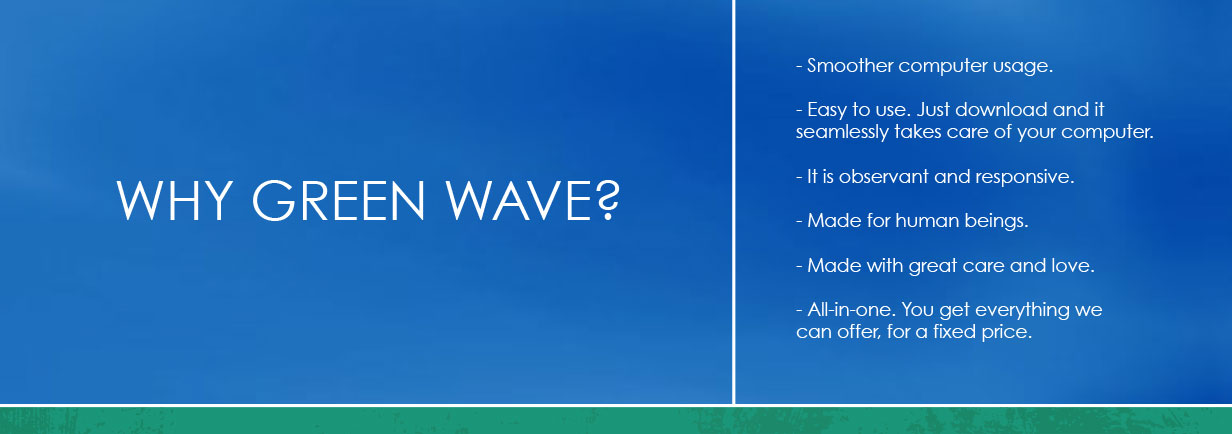 WHY GREEN WAVE?
- Smoother computer usage.
- Easy to use. Just download and it
seamlessly takes care of your computer.
- It is observant and responsive.
- Made for human beings.
- Made with great care and love.
- All-in-one. You get everything we
can offer, for a fixed price.